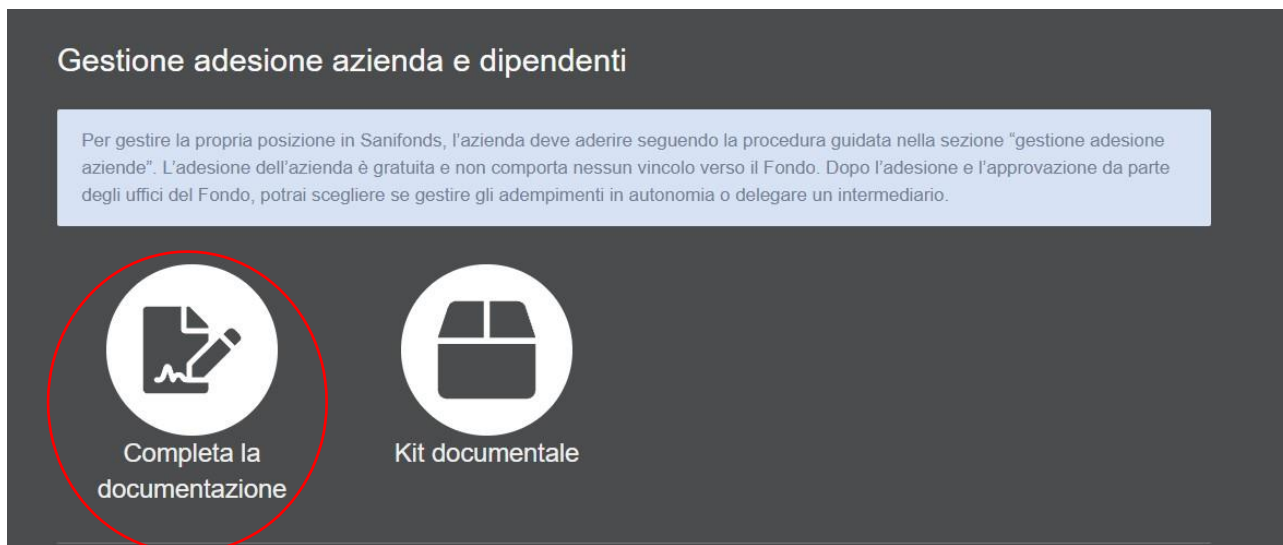 Gestione adesione azienda e dipendenti
Per gestire la propria posizione in Sanifonds, l'azienda deve aderire seguendo la procedura guidata nella sezione “gestione adesione
aziende”. L'adesione dell'azienda è gratuita e non comporta nessun vincolo verso il Fondo. Dopo l'adesione e l'approvazione da parte
degli uffici del Fondo, potrai scegliere se gestire gli adempimenti in autonomia o delegare un intermediario.
Completa la
documentazione
Kit documentale